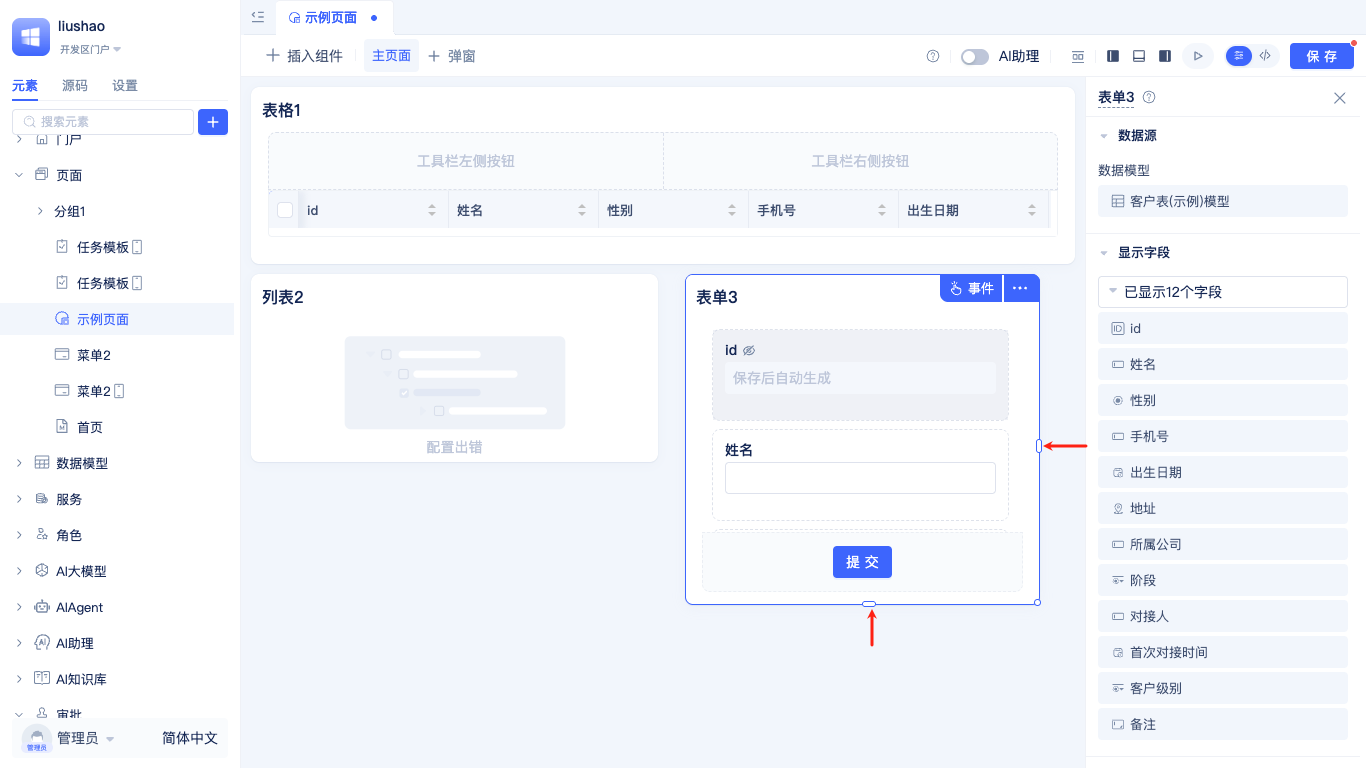 liushao
开发区门户
元素 源码 设置
搜索元素
门户
页面
分组1
任务模板
任务模板
示例页面
菜单2
菜单2
首页
数据模型
服务
角色
AI大模型
AIAgent
AI助理
AI知识库
审批
管理员
管理员
简体中文
示例页面
插入组件 主页面 弹窗
AI助理
保存
表格1
工具栏左侧按钮 工具栏右侧按钮
id 姓名 性别 手机号 出生日期
列表2
配置出错
表单3
事件
id
保存后自动生成
姓名
提交
表单3
数据源
数据模型
客户表(示例)模型
显示字段
已显示12个字段
id
姓名
性别
手机号
出生日期
地址
所属公司
阶段
对接人
首次对接时间
客户级别
备注